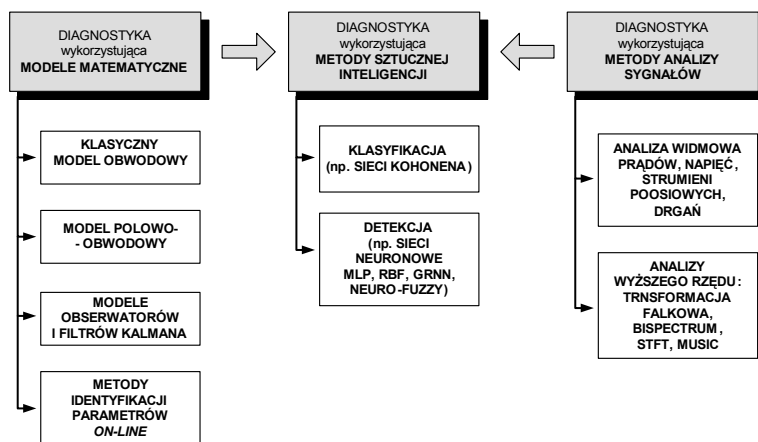 DIAGNOSTYKA
wykorzystująca
MODELE MATEMATYCZNE
KLASYCZNY
MODEL OBWODOWY
MODEL POLOWO-
- OBWODOWY
MODELE
OBSERWATORÓW
I FILTRÓW KALMANA
METODY
IDENTYFIKACJI
PARAMETRÓW
ON-LINE
DIAGNOSTYKA
wykorzystująca
METODY SZTUCZNEJ
INTELIGENCJI
KLASYFIKACJA
(np. SIECI KOHONENA)
DETEKCJA
(np. SIECI
NEURONOWE
MLP, RBF, GRNN,
NEURO-FUZZY)
DIAGNOSTYKA
wykorzystująca
METODY ANALIZY
SYGNAŁÓW
ANALIZA WIDMOWA
PRĄDÓW, NAPIĘĆ,
STRUMIENI
POOSIOWYCH,
DRGAŃ
ANALIZY
WYŻSZEGO RZĘDU:
TRNSFORMACJA
FALKOWA,
BISPECTRUM,
STFT, MUSIC